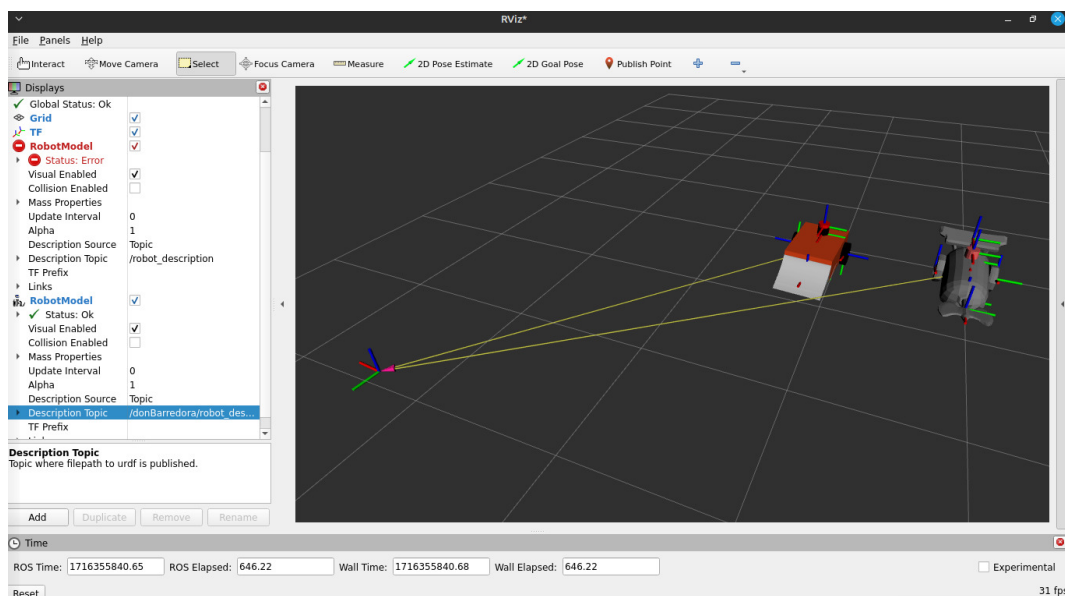 RViz*
File Panels Help
Interact Move Camera Select Focus Camera Measure 2D Pose Estimate 2D Goal Pose Publish Point
Displays
Global Status: Ok
Grid
TF
RobotModel
Status: Error
Visual Enabled
Collision Enabled
Mass Properties
Update Interval 0
Alpha 1
Description Source Topic
Description Topic /robot_description
TF Prefix
Links
RobotModel
Status: Ok
Visual Enabled
Collision Enabled
Mass Properties
Update Interval 0
Alpha 1
Description Source Topic
Description Topic /donBarredora/robot_des...
TF Prefix
Description Topic
Topic where filepath to urdf is published.
Add Duplicate Remove Rename
Time
ROS Time: 1716355840.65 ROS Elapsed: 646.22 Wall Time: 1716355840.68 Wall Elapsed: 646.22 Experimental
Reset 31 fps